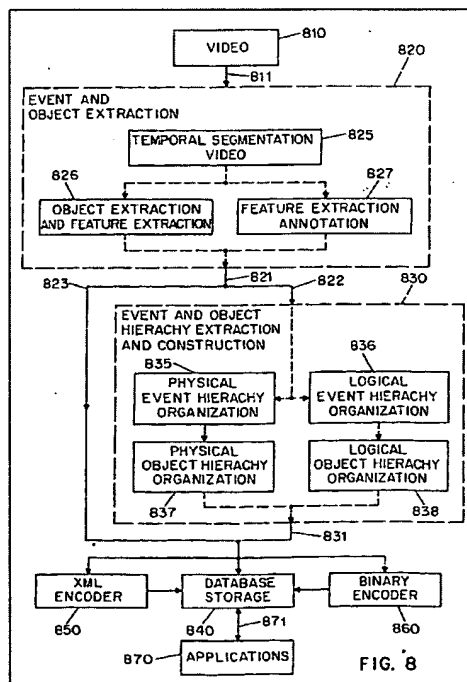 VIDEO
810
811
820
EVENT AND
OBJECT EXTRACTION
TEMPORAL SEGMENTATION
VIDEO
825
826
827
OBJECT EXTRACTION
AND FEATURE EXTRACTION
FEATURE EXTRACTION
ANNOTATION
823
821
822
830
EVENT AND OBJECT
HIERACHY EXTRACTION
AND CONSTRUCTION
835
836
PHYSICAL
EVENT HIERACHY
ORGANIZATION
LOGICAL
EVENT HIERACHY
ORGANIZATION
PHYSICAL
OBJECT HIERACHY
ORGANIZATION
LOGICAL
OBJECT HIERACHY
ORGANIZATION
837
838
831
XML
ENCODER
DATABASE
STORAGE
BINARY
ENCODER
850
840
871
860
870
APPLICATIONS
FIG. 8